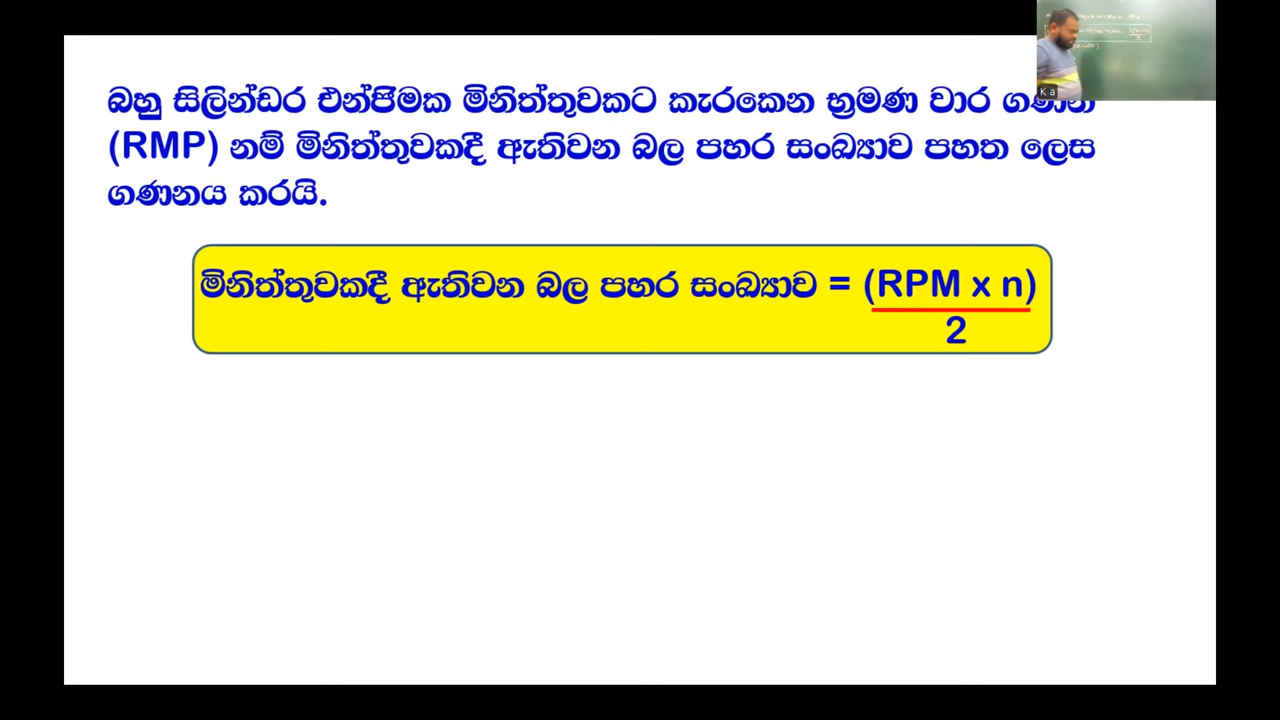 බහු සිලින්ඩර එන්ජිමක මිනිත්තුවකට කැරකෙන භ්‍රමණ වාර ගණන
(RMP) නම් මිනිත්තුවකදී ඇතිවන බල පහර සංඛ්‍යාව පහත ලෙස
ගණනය කරයි.
මිනිත්තුවකදී ඇතිවන බල පහර සංඛ්‍යාව = (RPM x n)
2
K a